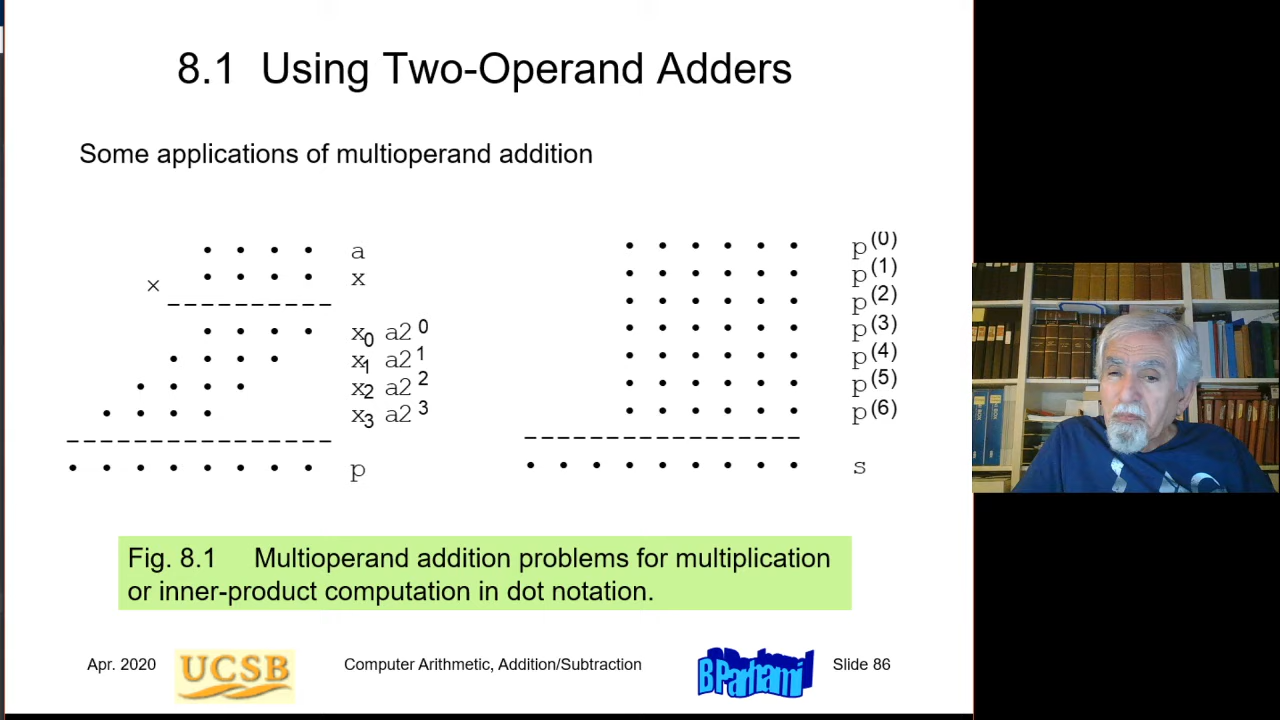 8.1 Using Two-Operand Adders
Some applications of multioperand addition
• • • • a
× • • • • x
----------
• • • • x0 a2^0
• • • • x1 a2^1
• • • • x2 a2^2
• • • • x3 a2^3
----------------
• • • • • • • • p
• • • • • • p(0)
• • • • • • p(1)
• • • • • • p(2)
• • • • • • p(3)
• • • • • • p(4)
• • • • • • p(5)
• • • • • • p(6)
-----------------
• • • • • • • • • s
Fig. 8.1 Multioperand addition problems for multiplication
or inner-product computation in dot notation.
Apr. 2020 UCSB Computer Arithmetic, Addition/Subtraction B Parhami Slide 86